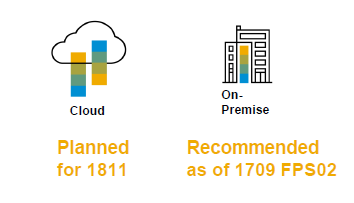 Cloud
On-
Premise
Planned
for 1811
Recommended
as of 1709 FPS02